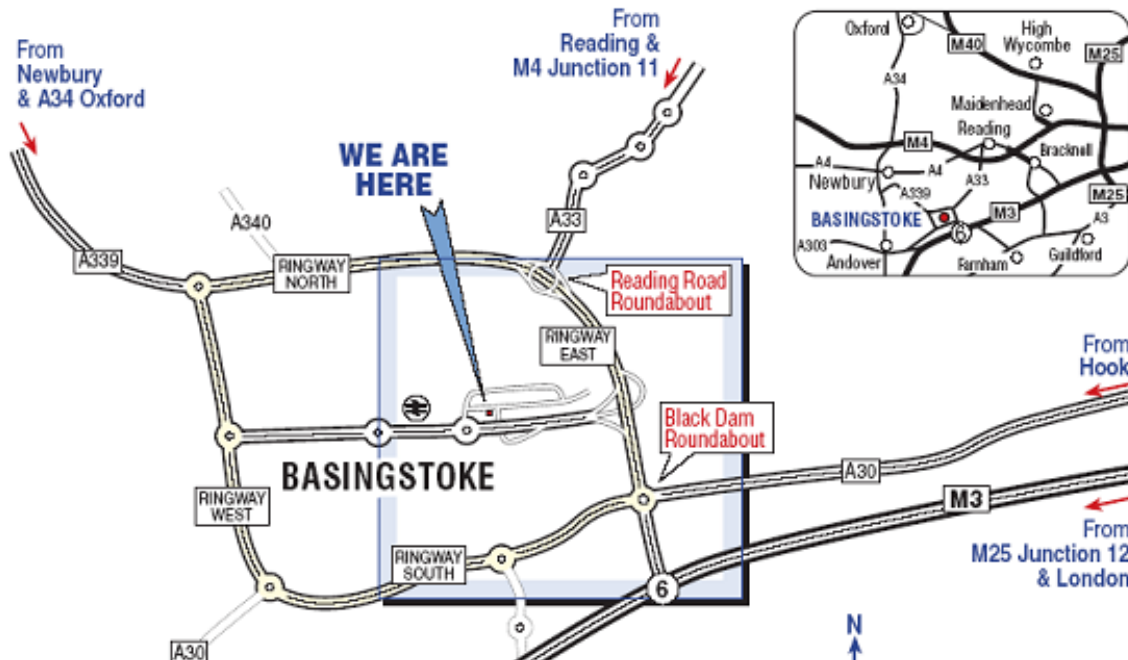 From
Newbury
& A34 Oxford
From
Reading &
M4 Junction 11
WE ARE
HERE
A340
A33
A339
RINGWAY
NORTH
Reading Road
Roundabout
RINGWAY
EAST
Black Dam
Roundabout
BASINGSTOKE
RINGWAY
WEST
RINGWAY
SOUTH
A30
A30
M3
6
From
Hook
From
M25 Junction 12
& London
N
Oxford
M40
High
Wycombe
M25
A34
Maidenhead
Reading
M4
Bracknell
A4
A4
Newbury
A339
A33
M25
BASINGSTOKE
M3
6
A3
A303
Andover
Farnham
Guildford